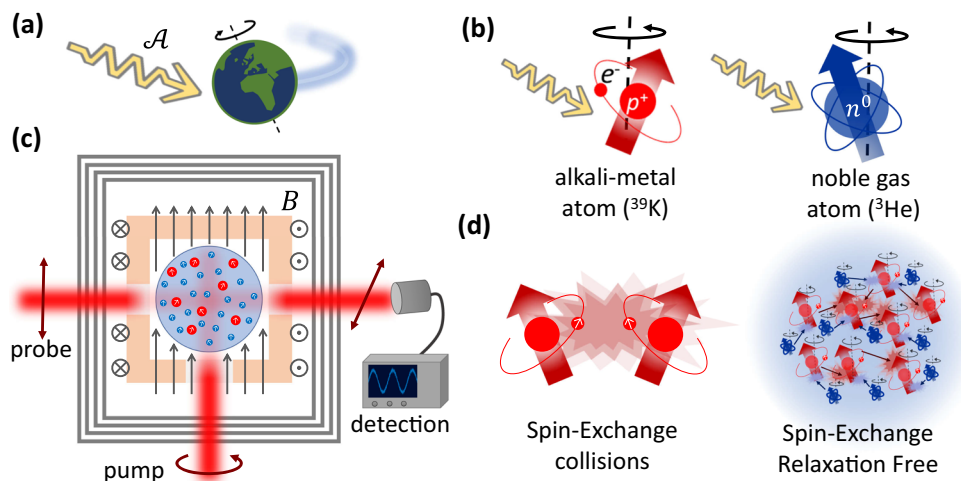 (a)
𝒜
(b)
e⁻
p⁺
n⁰
alkali-metal
atom (³⁹K)
noble gas
atom (³He)
(c)
B
probe
pump
detection
(d)
Spin-Exchange
collisions
Spin-Exchange
Relaxation Free